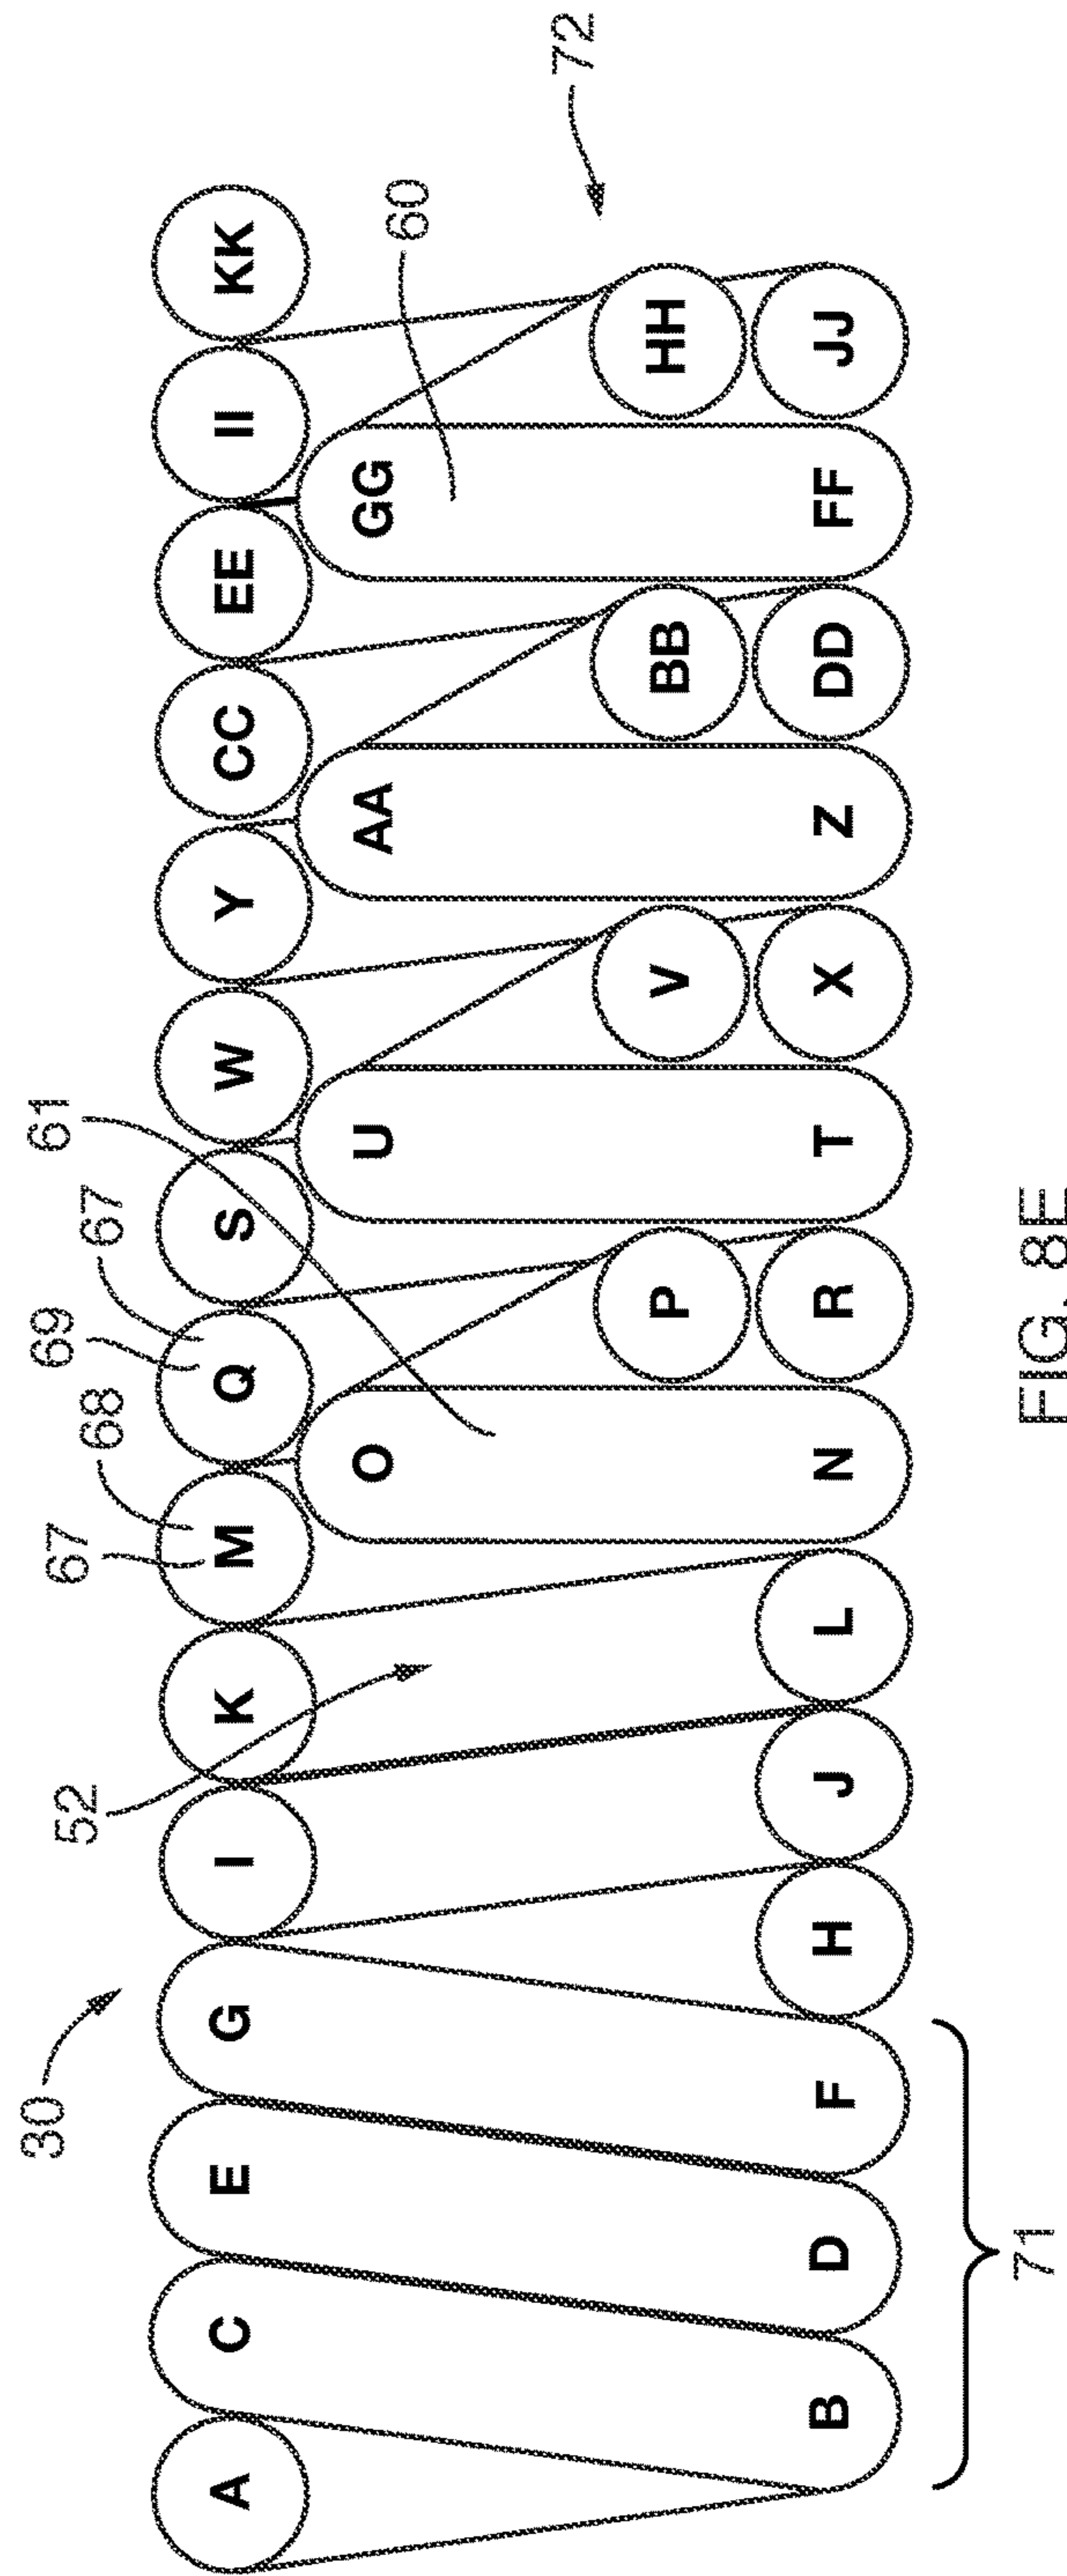 30
52
67
68
69
67
61
60
72
A
C
E
G
I
K
M
Q
S
W
Y
CC
EE
II
KK
O
U
AA
GG
P
V
BB
HH
B
D
F
H
J
L
N
R
T
X
Z
DD
FF
JJ
71
FIG. 8E